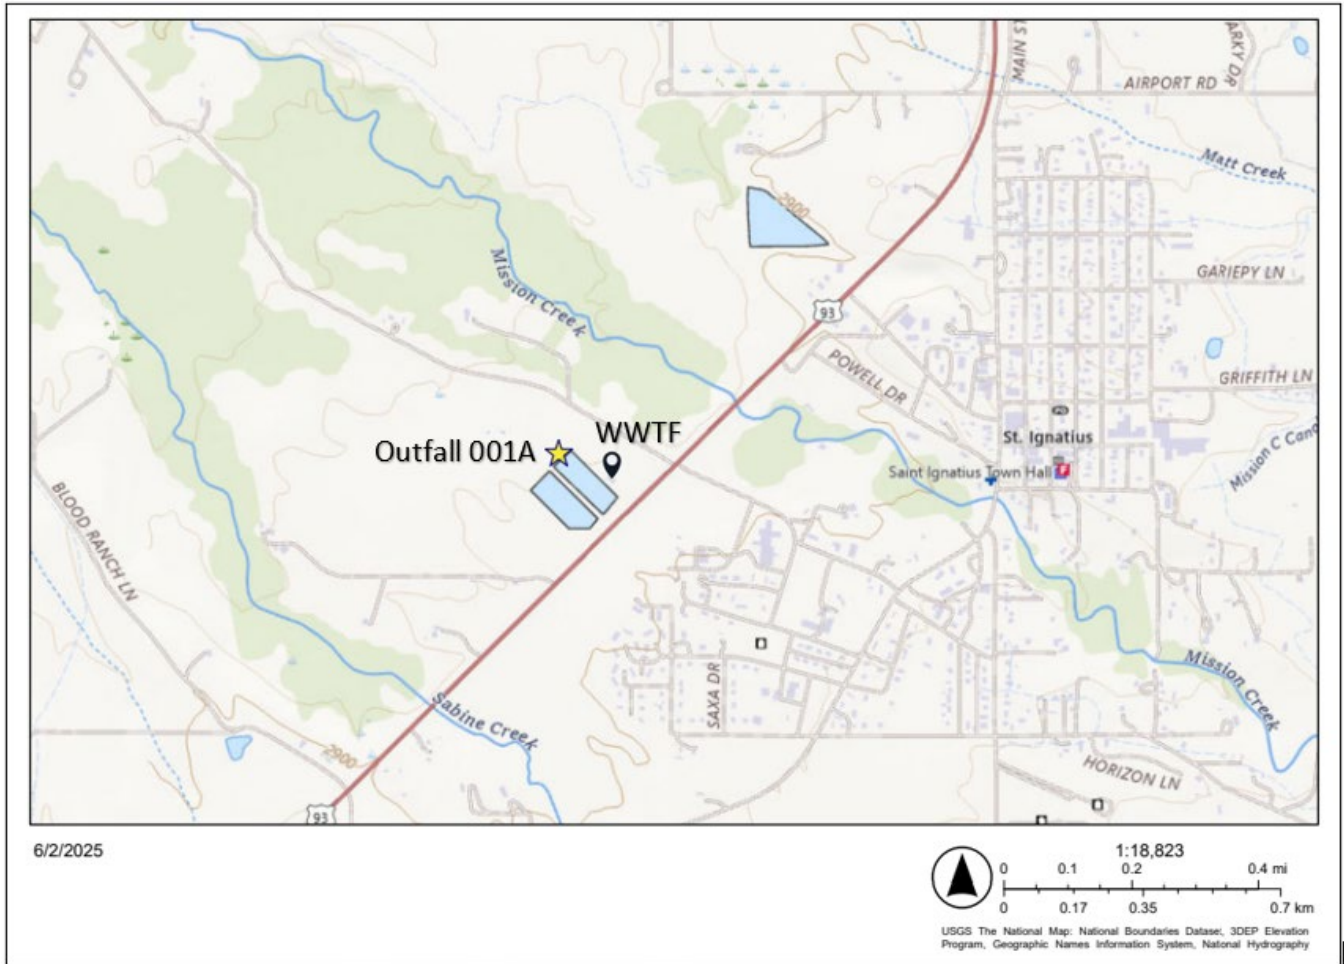 MAIN ST
ARKY DR
AIRPORT RD
Matt Creek
2900
Mission Creek
GARIEPY LN
93
POWELL DR
GRIFFITH LN
WWTF
Outfall 001A
St. Ignatius
Saint Ignatius Town Hall
F
Mission C Cana
BLOOD RANCH LN
SAXA DR
Mission Creek
Sabine Creek
2900
HORIZON LN
93
6/2/2025
1:18,823
0 0.1 0.2 0.4 mi
0 0.17 0.35 0.7 km
USGS The National Map: National Boundaries Dataset, 3DEP Elevation
Program, Geographic Names Information System, National Hydrography